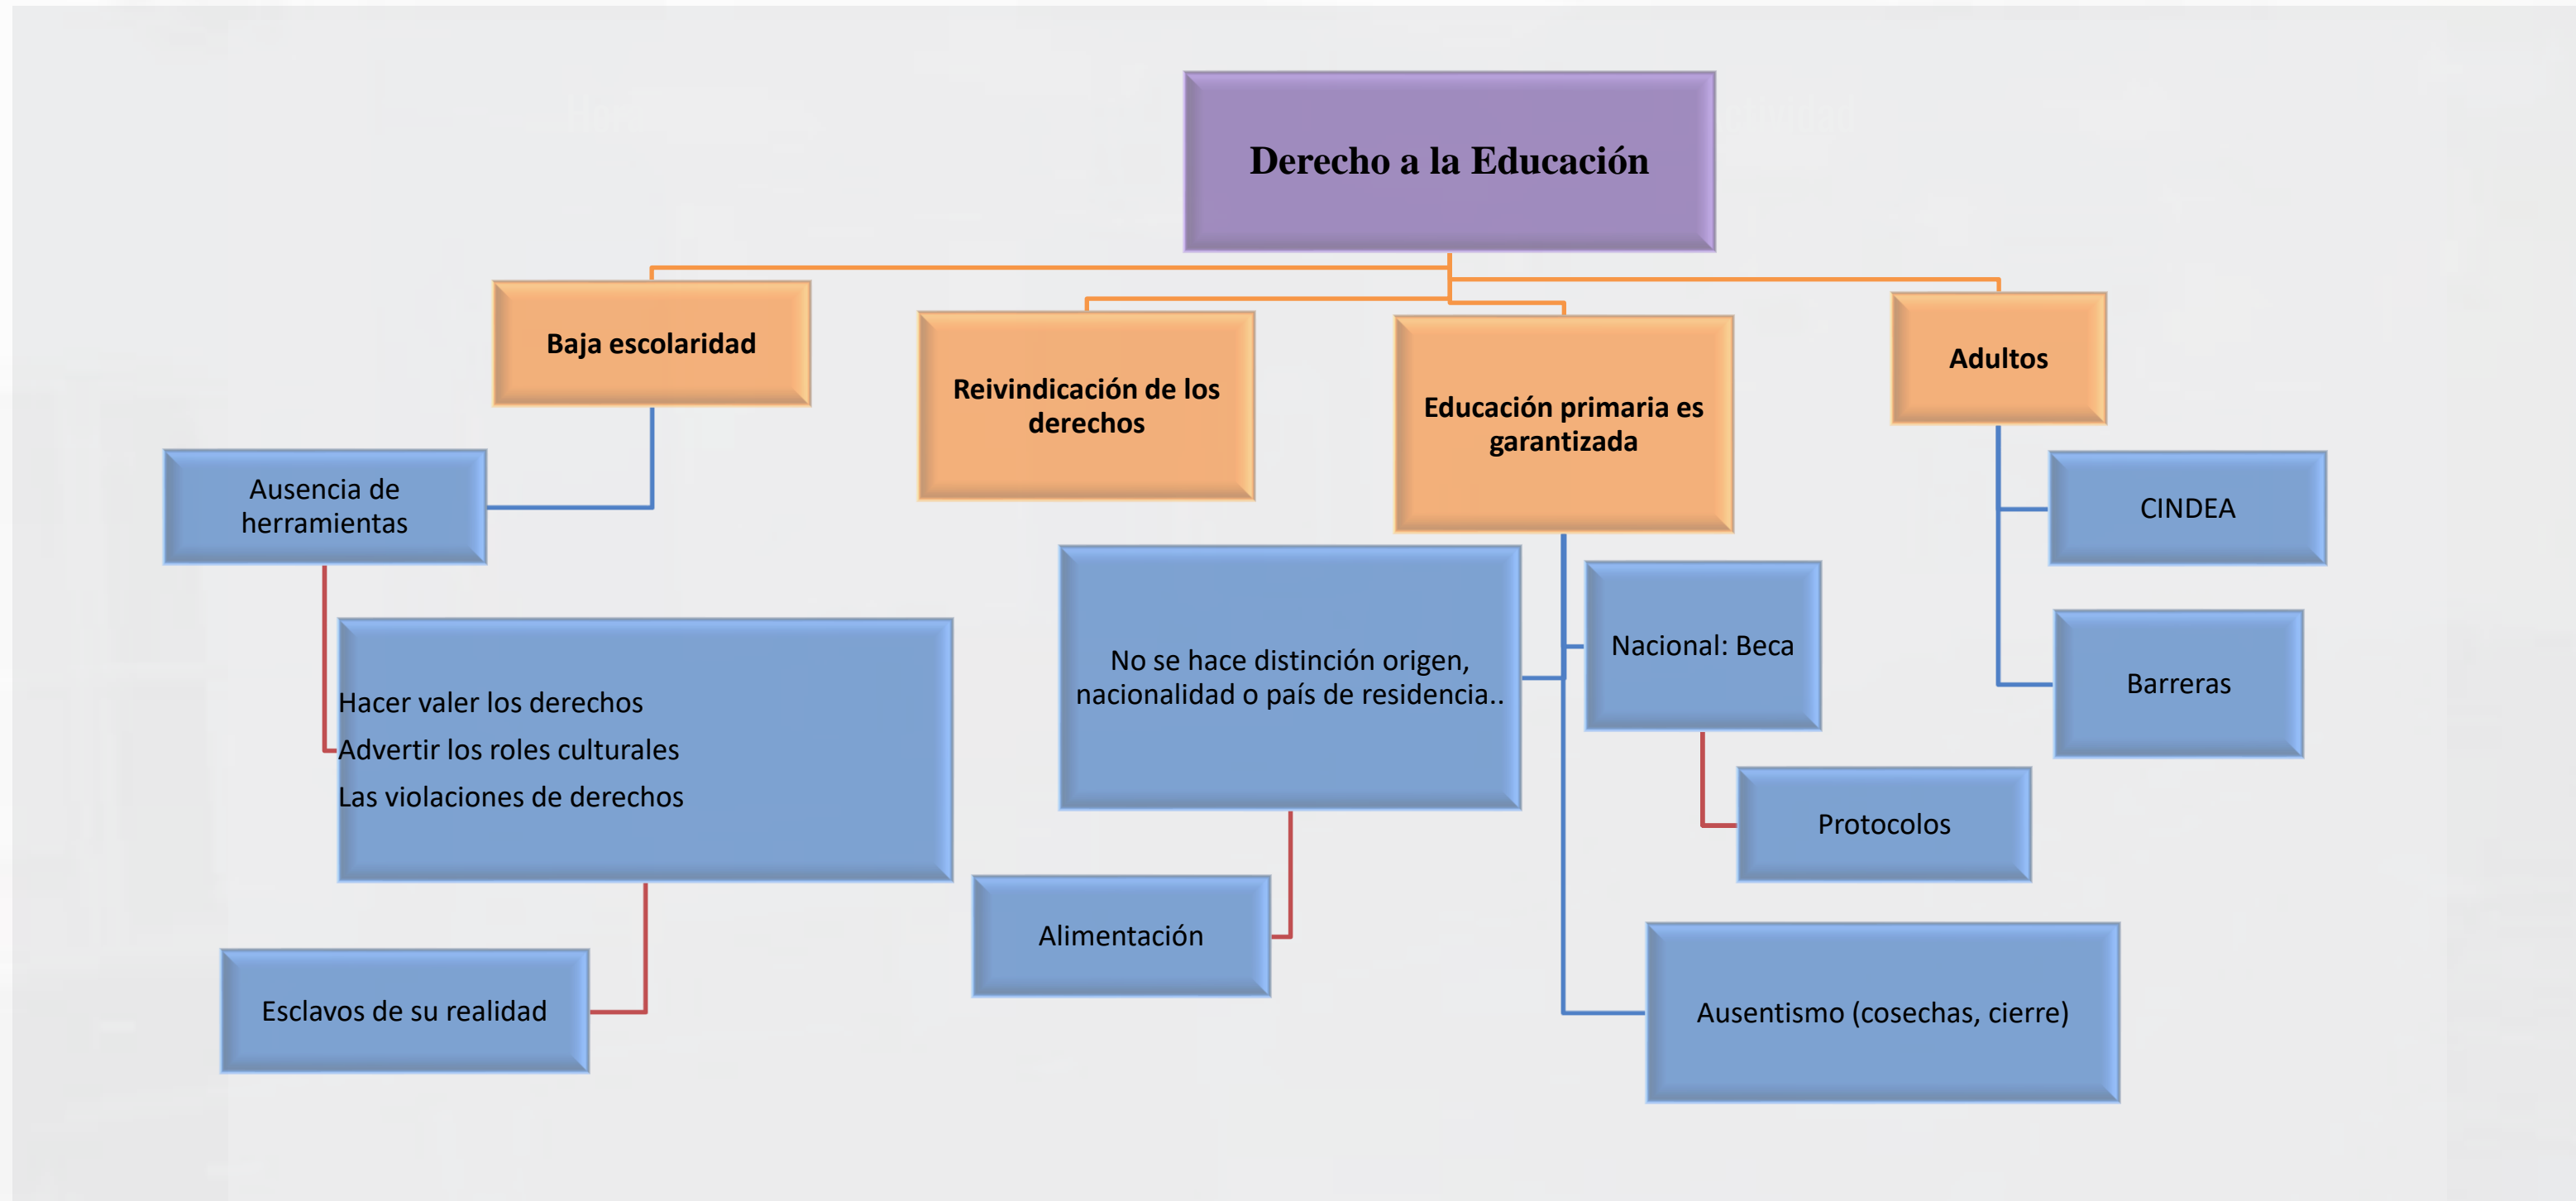 Derecho a la Educación
Baja escolaridad
Reivindicación de los
derechos
Educación primaria es
garantizada
Adultos
Ausencia de
herramientas
CINDEA
No se hace distinción origen,
nacionalidad o país de residencia..
Nacional: Beca
Barreras
Hacer valer los derechos
Advertir los roles culturales
Las violaciones de derechos
Protocolos
Alimentación
Esclavos de su realidad
Ausentismo (cosechas, cierre)